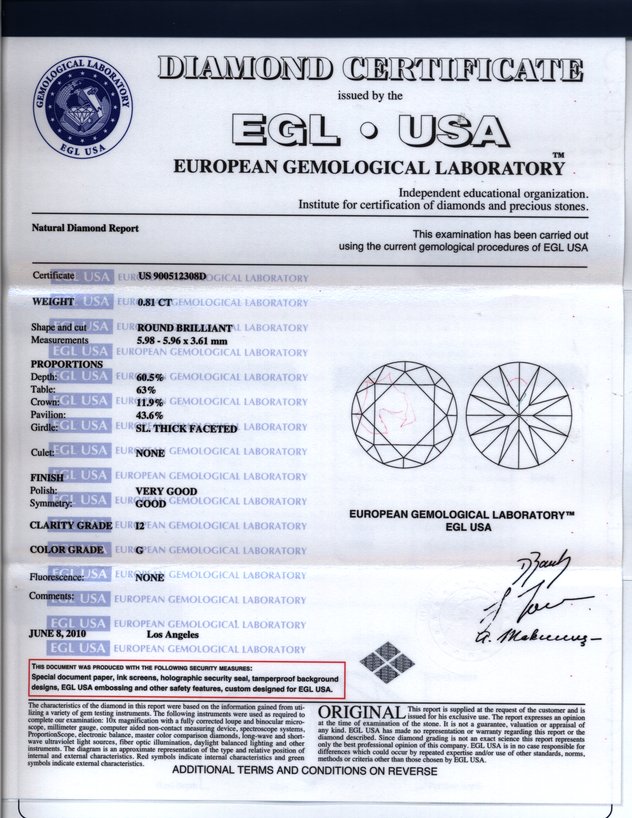 GEMOLOGICAL LABORATORY
EGL USA
DIAMOND CERTIFICATE
issued by the
EGL • USA
EUROPEAN GEMOLOGICAL LABORATORY™
Independent educational organization.
Institute for certification of diamonds and precious stones.
Natural Diamond Report
This examination has been carried out
using the current gemological procedures of EGL USA
Certificate US 900512308D
WEIGHT 0.81 CT
Shape and cut ROUND BRILLIANT
Measurements 5.98 - 5.96 x 3.61 mm
PROPORTIONS
Depth: 60.5%
Table: 63%
Crown: 11.9%
Pavilion: 43.6%
Girdle: SL. THICK FACETED
Culet: NONE
FINISH
Polish: VERY GOOD
Symmetry: GOOD
CLARITY GRADE I2
COLOR GRADE G
Fluorescence: NONE
Comments:
JUNE 8, 2010 Los Angeles
EGL USA EUROPEAN GEMOLOGICAL LABORATORY
EUROPEAN GEMOLOGICAL LABORATORY™
EGL USA
THIS DOCUMENT WAS PRODUCED WITH THE FOLLOWING SECURITY MEASURES:
Special document paper, ink screens, holographic security seal, tamperproof background
designs, EGL USA embossing and other safety features, custom designed for EGL USA.
The characteristics of the diamond in this report were based on the information gained from uti-
lizing a variety of gem testing instruments. The following instruments were used as required to
complete our examination: 10x magnification with a fully corrected loupe and binocular micro-
scope, millimeter gauge, computer aided non-contact measuring device, spectroscope systems,
ProportionScope, electronic balance, master color comparison diamonds, long-wave and short-
wave ultraviolet light sources, fiber optic illumination, daylight balanced lighting and other
instruments. The diagram is an approximate representation of the type and relative position of
internal and external characteristics. Red symbols indicate internal characteristics and green
symbols indicate external characteristics.
ORIGINAL This report is supplied at the request of the customer and is
issued for his exclusive use. The report expresses an opinion
at the time of examination of the stone. It is not a guarantee, valuation or appraisal of
any kind. EGL USA has made no representation or warranty regarding this report or the
diamond described. Since diamond grading is not an exact science this report represents
only the best professional opinion of this company. EGL USA is in no case responsible for
differences which could occur by repeated expertise and/or use of other standards, norms,
methods or criteria other than those chosen by EGL USA.
ADDITIONAL TERMS AND CONDITIONS ON REVERSE